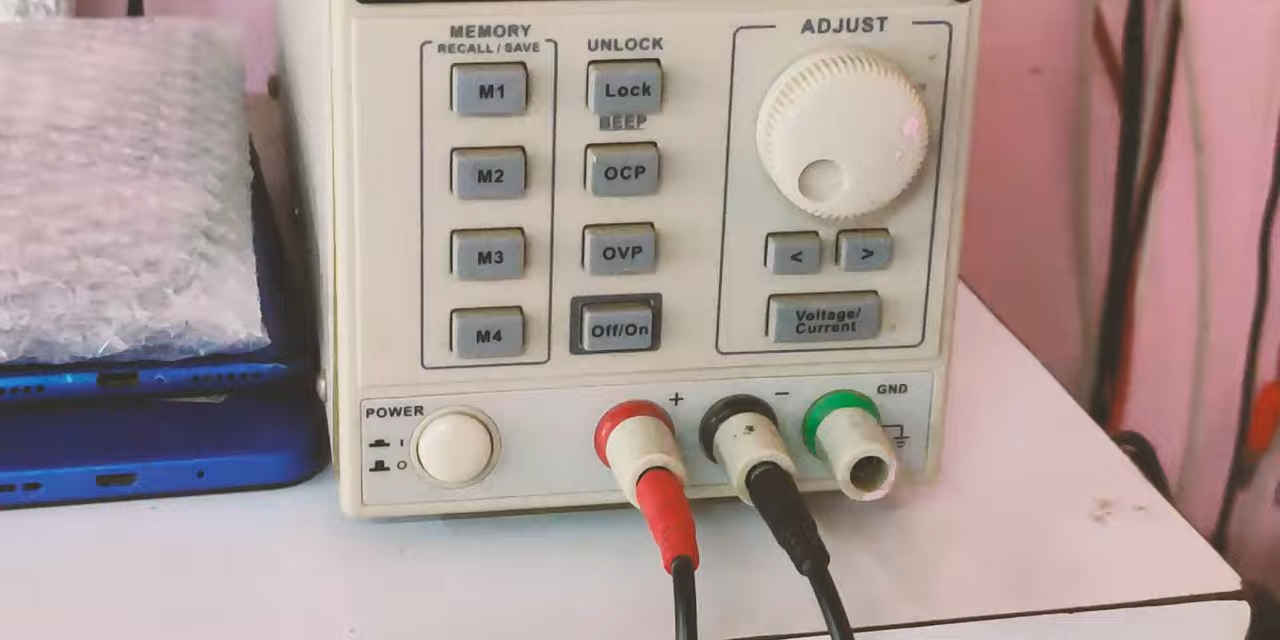 MEMORY
RECALL / SAVE
M1
M2
M3
M4
UNLOCK
Lock
BEEP
OCP
OVP
Off/On
ADJUST
<
>
Voltage/
Current
POWER
I
O
+
−
GND